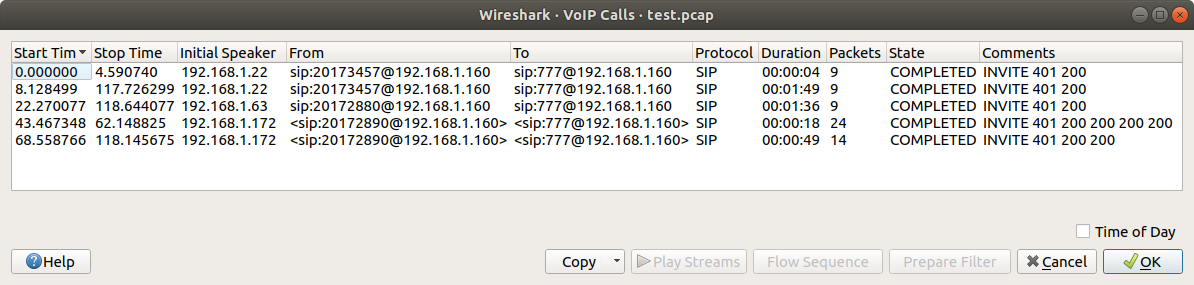 Wireshark · VoIP Calls · test.pcap
Start Tim Stop Time Initial Speaker From To Protocol Duration Packets State Comments
0.000000 4.590740 192.168.1.22 sip:20173457@192.168.1.160 sip:777@192.168.1.160 SIP 00:00:04 9 COMPLETED INVITE 401 200
8.128499 117.726299 192.168.1.22 sip:20173457@192.168.1.160 sip:777@192.168.1.160 SIP 00:01:49 9 COMPLETED INVITE 401 200
22.270077 118.644077 192.168.1.63 sip:20172880@192.168.1.160 sip:777@192.168.1.160 SIP 00:01:36 9 COMPLETED INVITE 401 200
43.467348 62.148825 192.168.1.172 <sip:20172890@192.168.1.160> <sip:777@192.168.1.160> SIP 00:00:18 24 COMPLETED INVITE 401 200 200 200 200
68.558766 118.145675 192.168.1.172 <sip:20172890@192.168.1.160> <sip:777@192.168.1.160> SIP 00:00:49 14 COMPLETED INVITE 401 200 200
Time of Day
Help Copy Play Streams Flow Sequence Prepare Filter Cancel OK